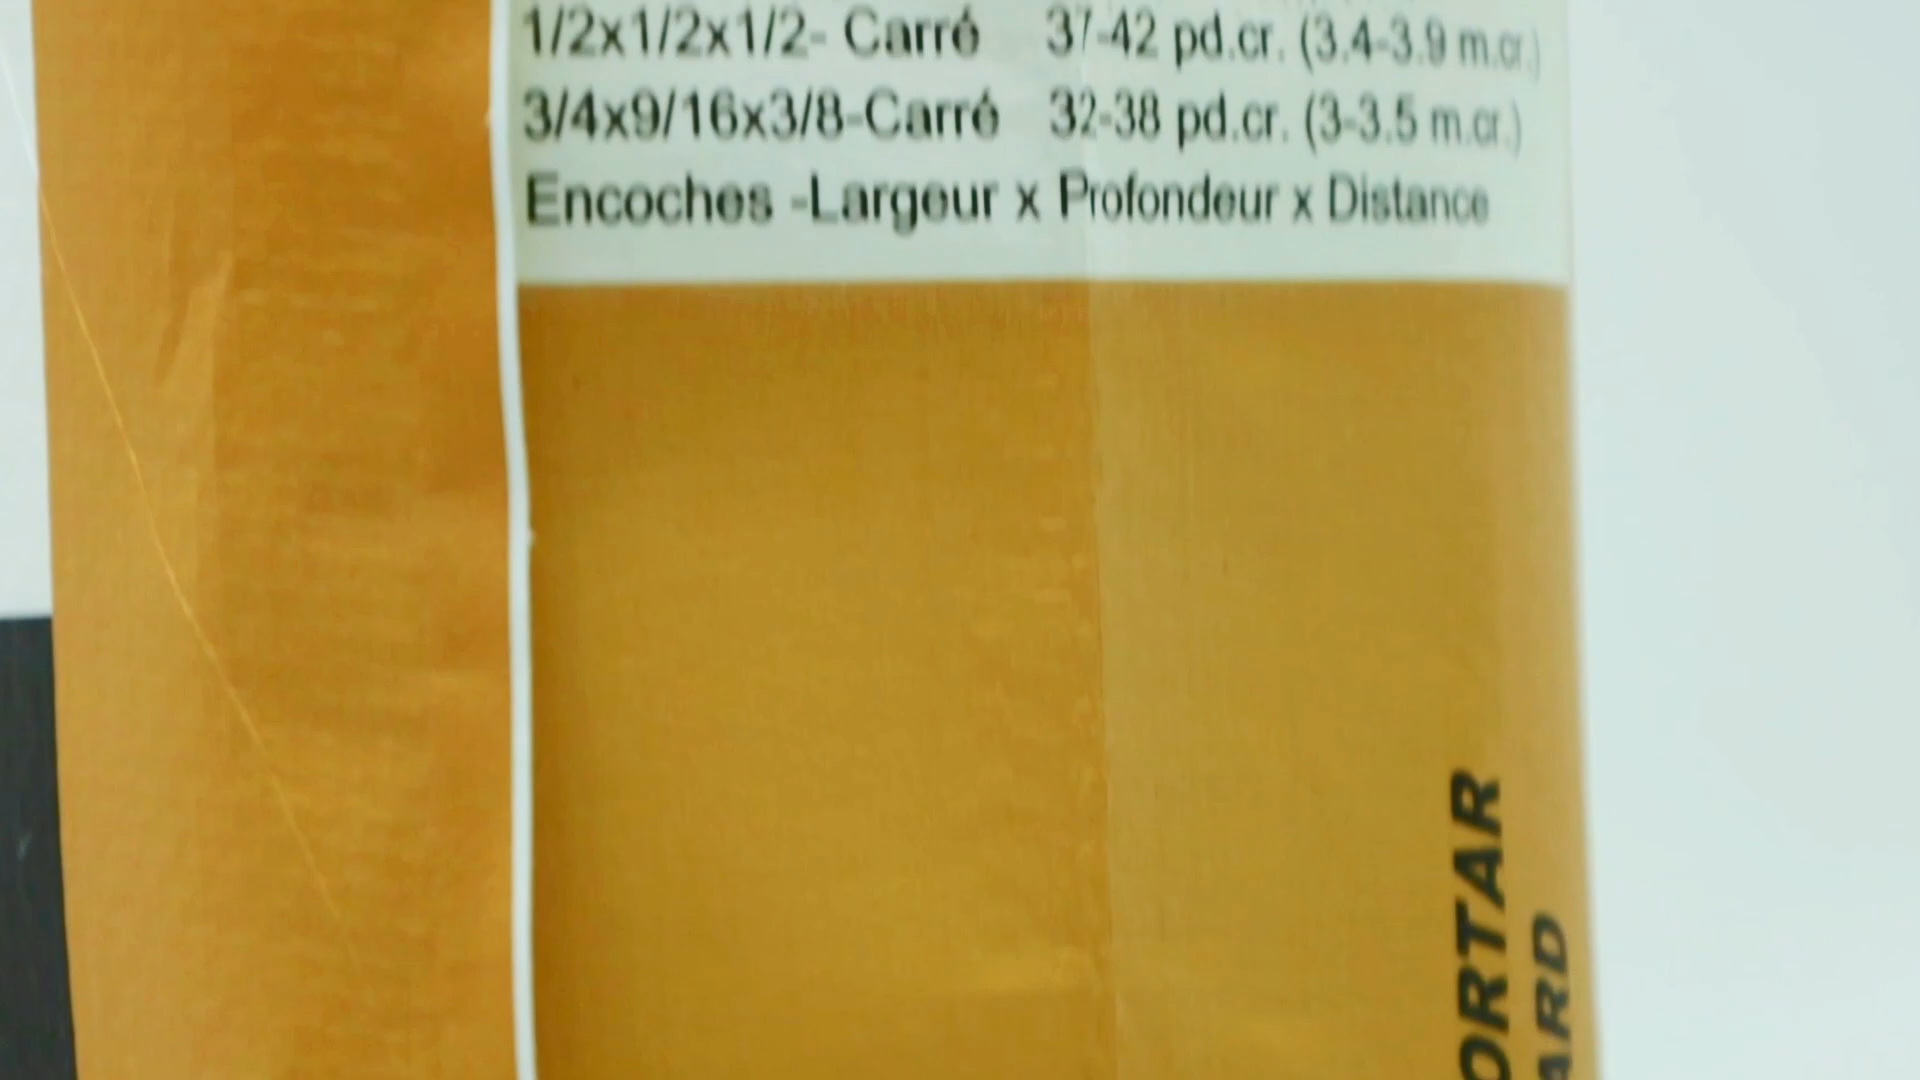 1/2x1/2x1/2- Carré 37-42 pd.cr. (3.4-3.9 m.cr.)
3/4x9/16x3/8-Carré 32-38 pd.cr. (3-3.5 m.cr.)
Encoches -Largeur x Profondeur x Distance
ORTAR
ARD